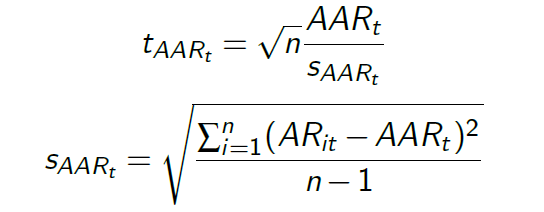 t_{AAR_t} = \sqrt{n} \frac{AAR_t}{s_{AAR_t}}
s_{AAR_t} = \sqrt{\frac{\sum_{i=1}^{n} (AR_{it} - AAR_t)^2}{n-1}}